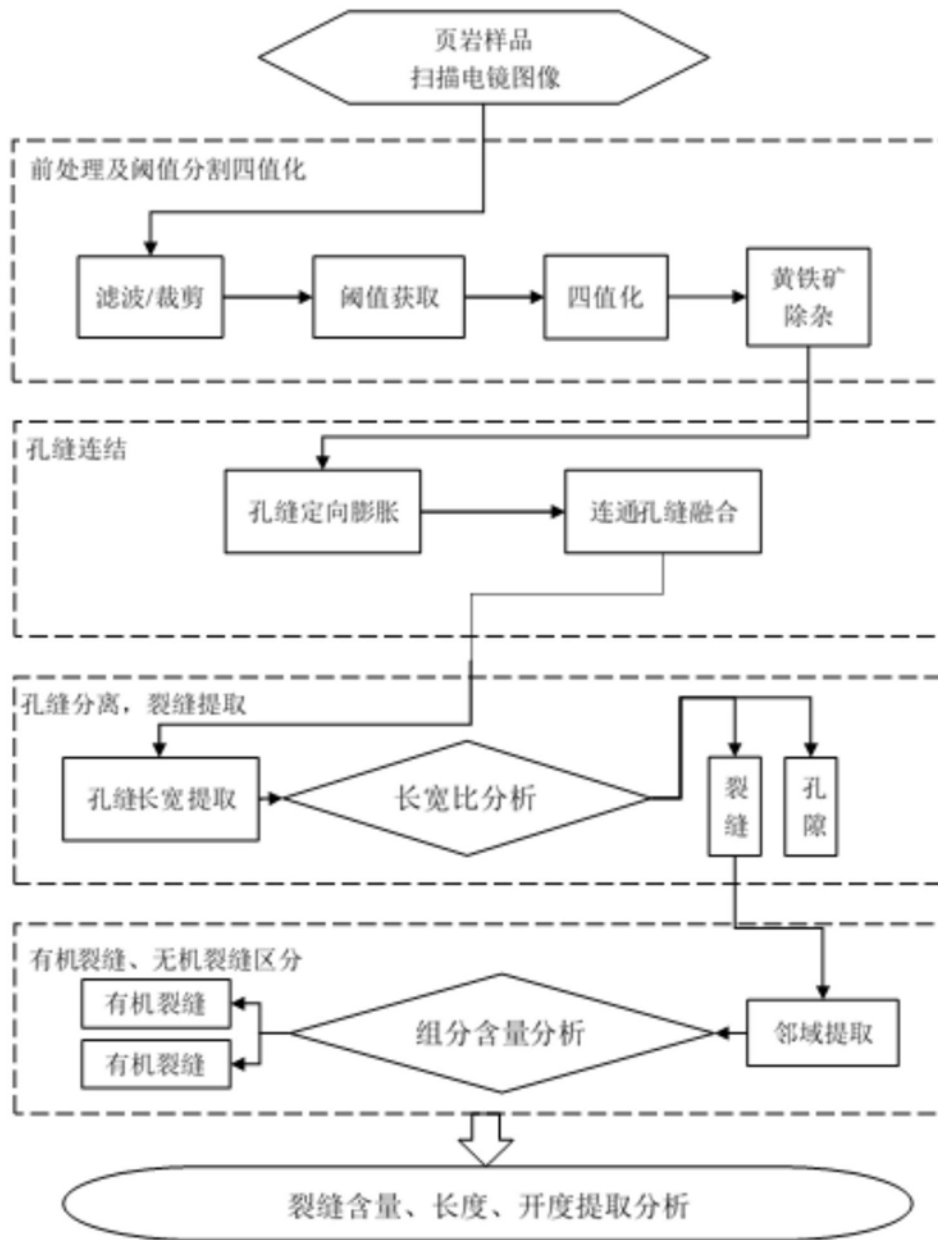 页岩样品
扫描电镜图像
前处理及阈值分割四值化
滤波/裁剪
阈值获取
四值化
黄铁矿
除杂
孔缝连结
孔缝定向膨胀
连通孔缝融合
孔缝分离，裂缝提取
孔缝长宽提取
长宽比分析
裂
缝
孔
隙
有机裂缝、无机裂缝区分
有机裂缝
有机裂缝
组分含量分析
邻域提取
裂缝含量、长度、开度提取分析